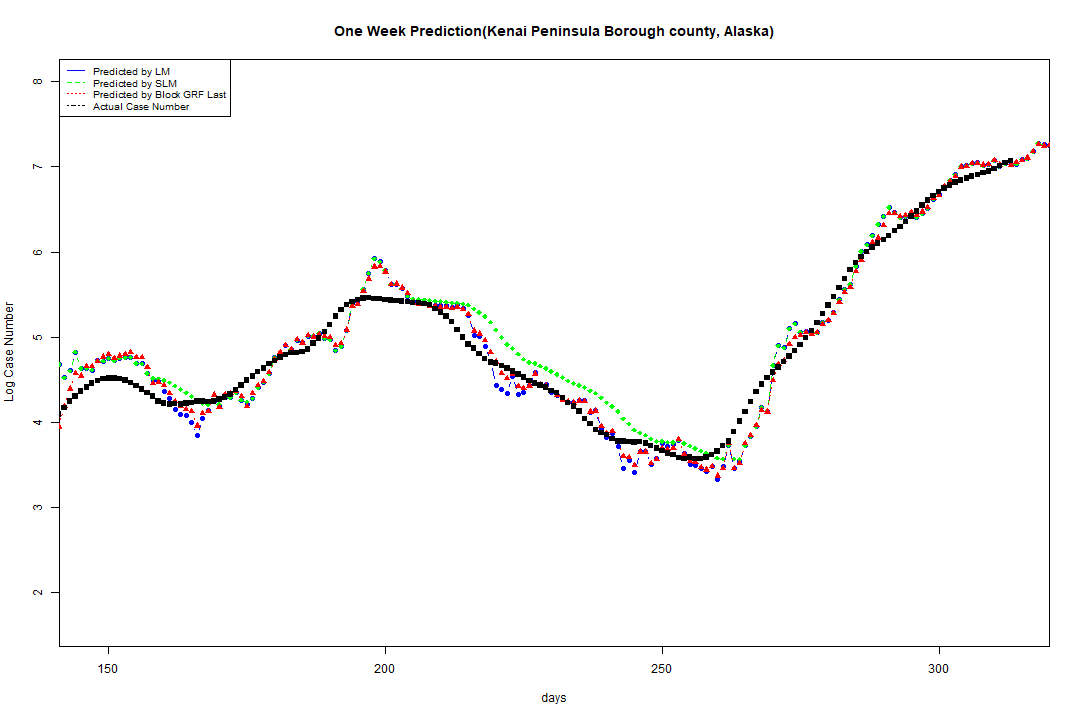 One Week Prediction(Kenai Peninsula Borough county, Alaska)
Predicted by LM
Predicted by SLM
Predicted by Block GRF Last
Actual Case Number
8
7
6
5
4
3
2
Log Case Number
150
200
250
300
days